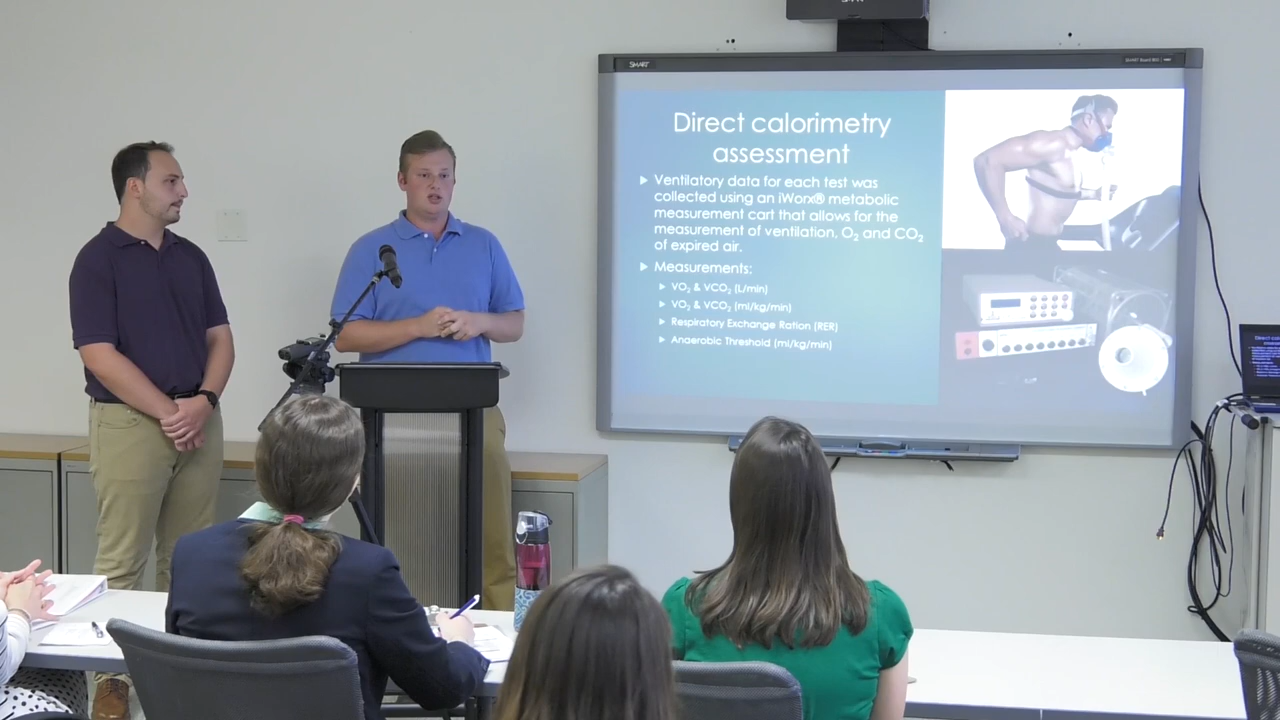 SMART
Direct calorimetry
assessment
Ventilatory data for each test was
collected using an iWorx® metabolic
measurement cart that allows for the
measurement of ventilation, O₂ and CO₂
of expired air.
Measurements:
VO₂ & VCO₂ (L/min)
VO₂ & VCO₂ (ml/kg/min)
Respiratory Exchange Ration (RER)
Anaerobic Threshold (ml/kg/min)